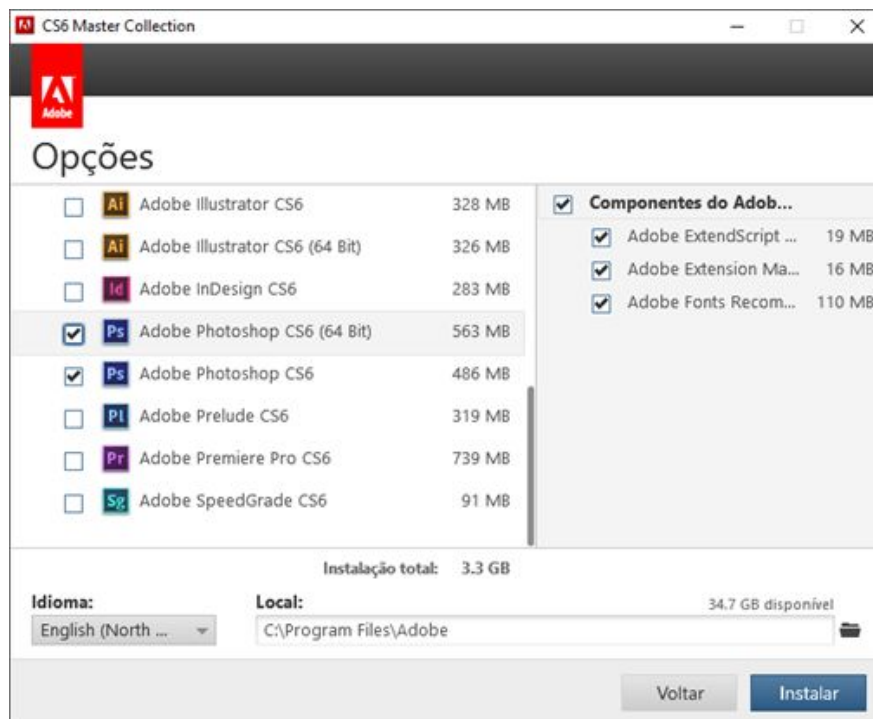 CS6 Master Collection
Adobe
Opções
Ai Adobe Illustrator CS6 328 MB
Ai Adobe Illustrator CS6 (64 Bit) 326 MB
Id Adobe InDesign CS6 283 MB
Ps Adobe Photoshop CS6 (64 Bit) 563 MB
Ps Adobe Photoshop CS6 486 MB
Pl Adobe Prelude CS6 319 MB
Pr Adobe Premiere Pro CS6 739 MB
Sg Adobe SpeedGrade CS6 91 MB
Componentes do Adob...
Adobe ExtendScript ... 19 MB
Adobe Extension Ma... 16 MB
Adobe Fonts Recom... 110 MB
Instalação total: 3.3 GB
Idioma:
English (North ...
Local:
34.7 GB disponível
C:\Program Files\Adobe
Voltar
Instalar